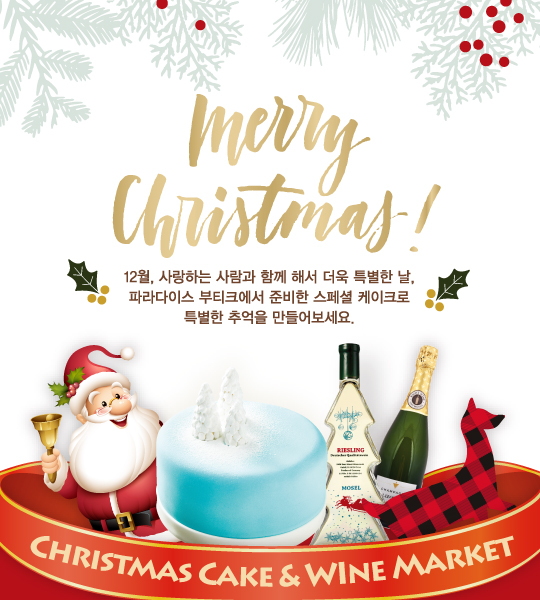 Merry
Christmas!
12월, 사랑하는 사람과 함께 해서 더욱 특별한 날,
파라다이스 부티크에서 준비한 스페셜 케이크로
특별한 추억을 만들어보세요.
RIESLING
Deutscher Qualitätswein
MOSEL
CHRISTMAS CAKE & WINE MARKET